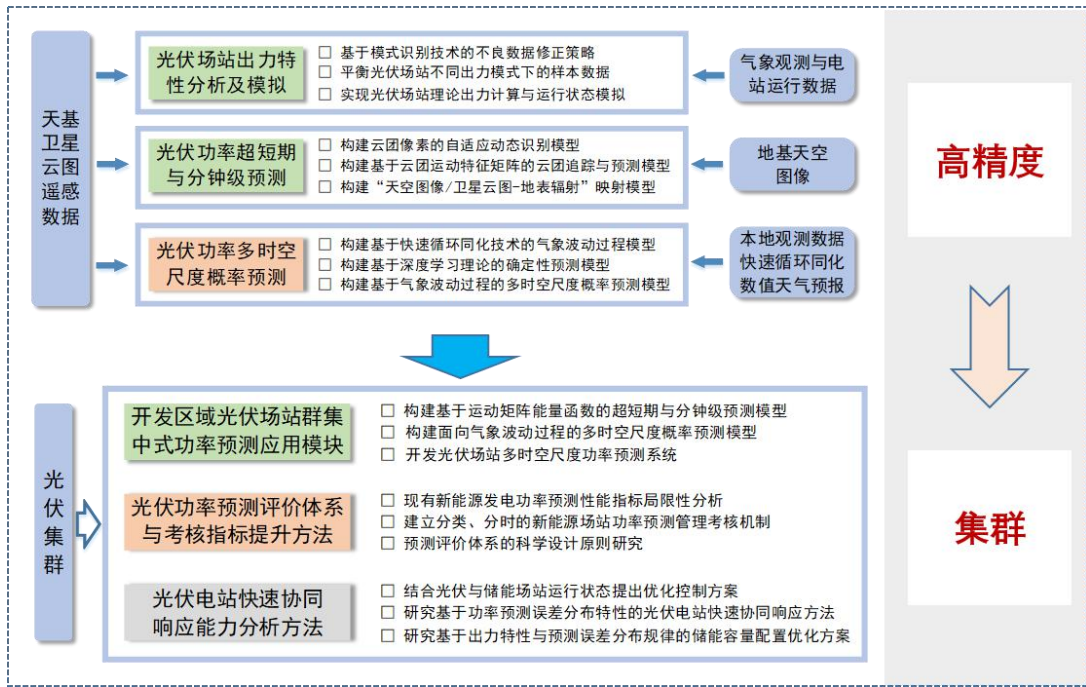 天基
卫星
云图
遥感
数据
光伏场站出力特
性分析及模拟
□ 基于模式识别技术的不良数据修正策略
□ 平衡光伏场站不同出力模式下的样本数据
□ 实现光伏场站理论出力计算与运行状态模拟
气象观测与电
站运行数据
光伏功率超短期
与分钟级预测
□ 构建云团像素的自适应动态识别模型
□ 构建基于云团运动特征矩阵的云团追踪与预测模型
□ 构建“天空图像/卫星云图-地表辐射”映射模型
地基天空
图像
光伏功率多时空
尺度概率预测
□ 构建基于快速循环同化技术的气象波动过程模型
□ 构建基于深度学习理论的确定性预测模型
□ 构建基于气象波动过程的多时空尺度概率预测模型
本地观测数据
快速循环同化
数值天气预报
高精度
光
伏
集
群
开发区域光伏场站群集
中式功率预测应用模块
□ 构建基于运动矩阵能量函数的超短期与分钟级预测模型
□ 构建面向气象波动过程的多时空尺度概率预测模型
□ 开发光伏场站多时空尺度功率预测系统
光伏功率预测评价体系
与考核指标提升方法
□ 现有新能源发电功率预测性能指标局限性分析
□ 建立分类、分时的新能源场站功率预测管理考核机制
□ 预测评价体系的科学设计原则研究
光伏电站快速协同
响应能力分析方法
□ 结合光伏与储能场站运行状态提出优化控制方案
□ 研究基于功率预测误差分布特性的光伏电站快速协同响应方法
□ 研究基于出力特性与预测误差分布规律的储能容量配置优化方案
集群